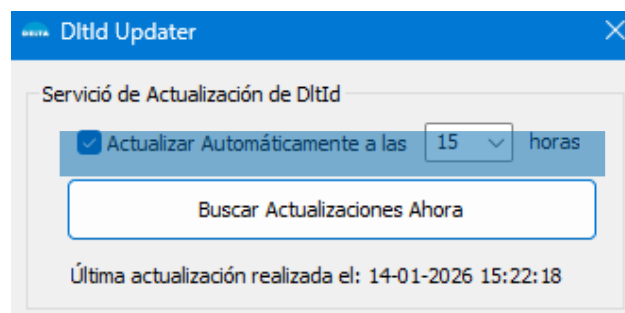 DELTA DltId Updater
Servició de Actualización de DltId
Actualizar Automáticamente a las 15 horas
Buscar Actualizaciones Ahora
Última actualización realizada el: 14-01-2026 15:22:18